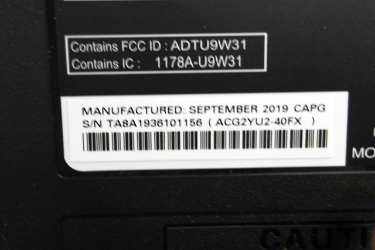 Contains FCC ID : ADTU9W31
Contains IC : 1178A-U9W31
MANUFACTURED: SEPTEMBER 2019 CAPG
S/N TA8A1936101156 ( ACG2YU2-40FX )
MO
CAUTI